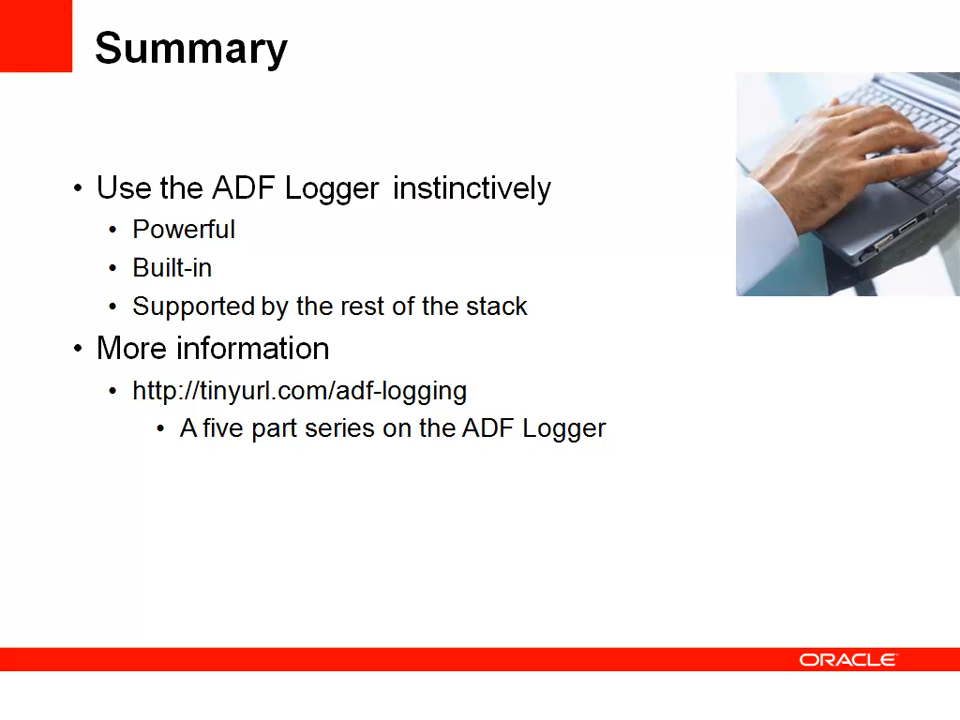 Summary
• Use the ADF Logger instinctively
• Powerful
• Built-in
• Supported by the rest of the stack
• More information
• http://tinyurl.com/adf-logging
• A five part series on the ADF Logger
ORACLE